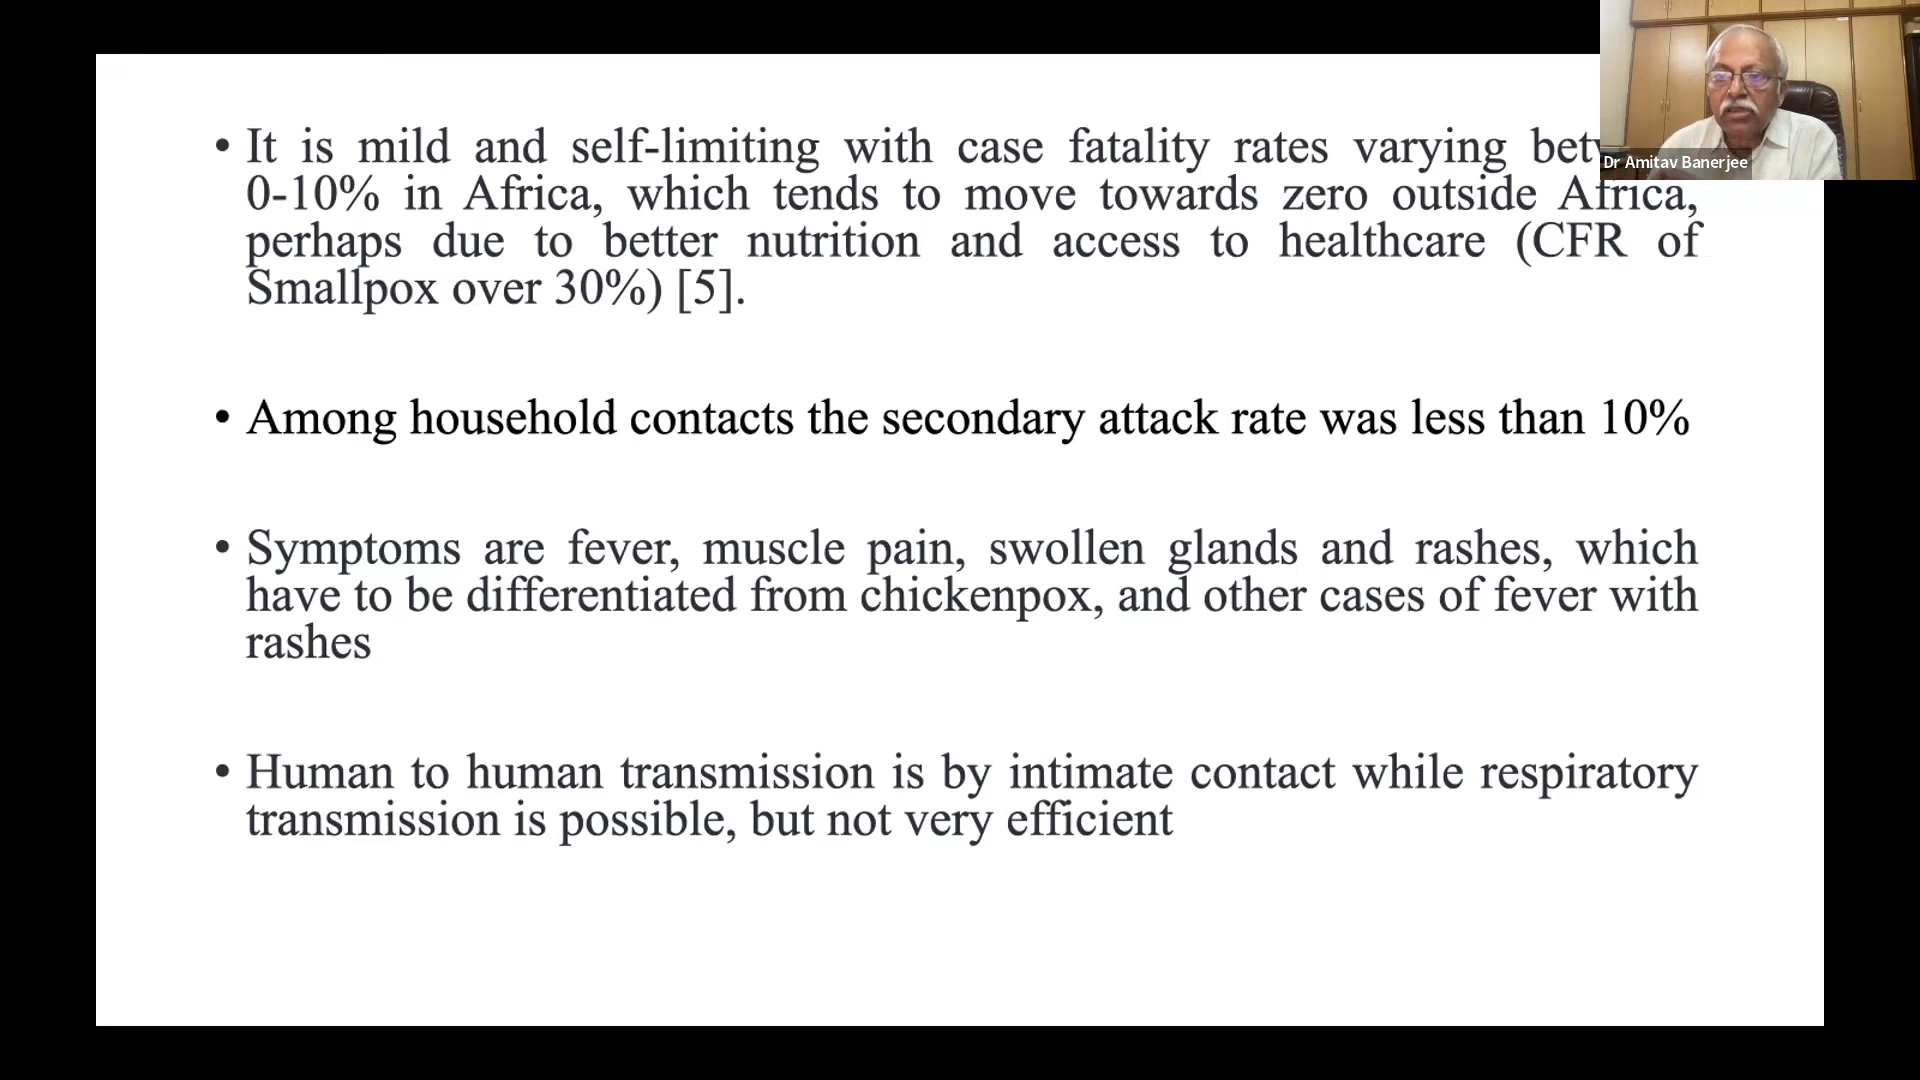 • It is mild and self-limiting with case fatality rates varying
0-10% in Africa, which tends to move towards zero outside Africa,
perhaps due to better nutrition and access to healthcare (CFR of
Smallpox over 30%) [5].
• Among household contacts the secondary attack rate was less than 10%
• Symptoms are fever, muscle pain, swollen glands and rashes, which
have to be differentiated from chickenpox, and other cases of fever with
rashes
• Human to human transmission is by intimate contact while respiratory
transmission is possible, but not very efficient
Dr Amitav Banerjee